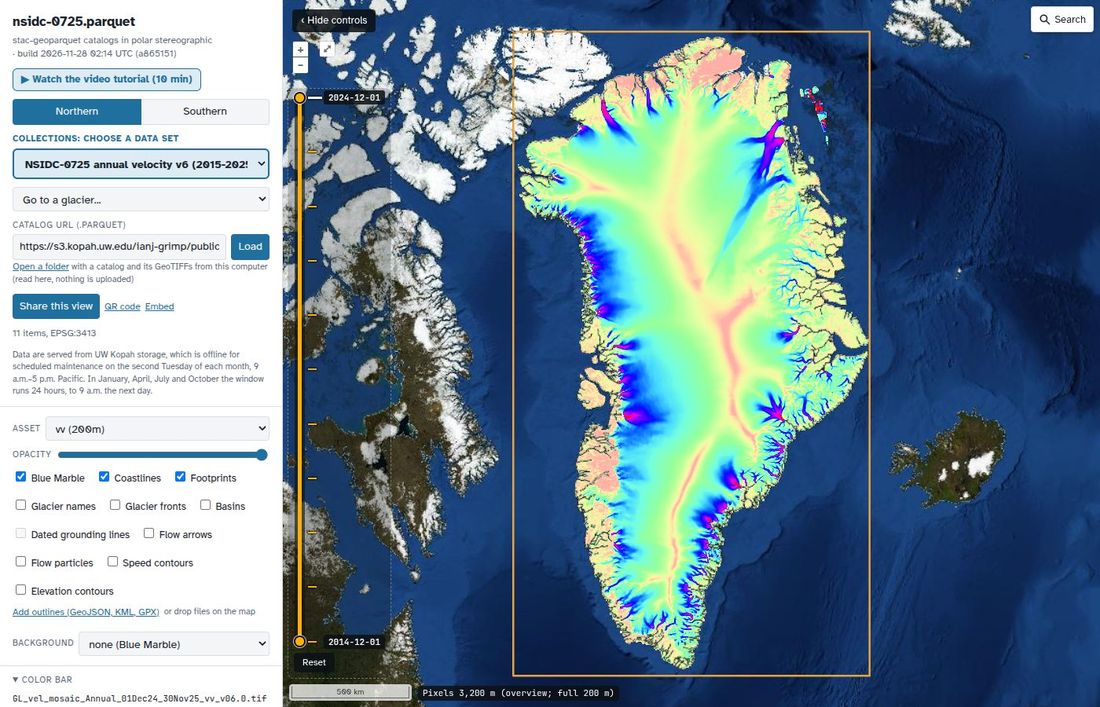 nsidc-0725.parquet
stac-geoparquet catalogs in polar stereographic
· build 2026-11-28 02:14 UTC (a865151)
▶ Watch the video tutorial (10 min)
Northern
Southern
COLLECTIONS: CHOOSE A DATA SET
NSIDC-0725 annual velocity v6 (2015-202
Go to a glacier...
CATALOG URL (.PARQUET)
https://s3.kopah.uw.edu/ianj-grimp/public
Load
Open a folder with a catalog and its GeoTIFFs from this computer
(read here, nothing is uploaded)
Share this view
QR code
Embed
11 items, EPSG:3413
Data are served from UW Kopah storage, which is offline for
scheduled maintenance on the second Tuesday of each month, 9
a.m.–5 p.m. Pacific. In January, April, July and October the window
runs 24 hours, to 9 a.m. the next day.
ASSET
vv (200m)
OPACITY
Blue Marble
Coastlines
Footprints
Glacier names
Glacier fronts
Basins
Dated grounding lines
Flow arrows
Flow particles
Speed contours
Elevation contours
Add outlines (GeoJSON, KML, GPX) or drop files on the map
BACKGROUND
none (Blue Marble)
▼ COLOR BAR
GL_vel_mosaic_Annual_01Dec24_30Nov25_vv_v06.0.tif
‹ Hide controls
+
−
2024-12-01
2014-12-01
Reset
500 km
Pixels 3,200 m (overview; full 200 m)
Search